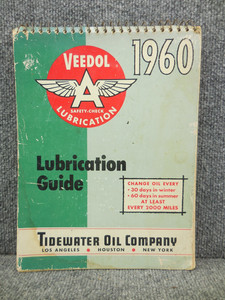 VEEDOL
A
SAFETY-CHECK
LUBRICATION
1960
Lubrication
Guide
CHANGE OIL EVERY
• 30 days in winter
• 60 days in summer
AT LEAST
EVERY 2000 MILES
TIDEWATER OIL COMPANY
LOS ANGELES • HOUSTON • NEW YORK